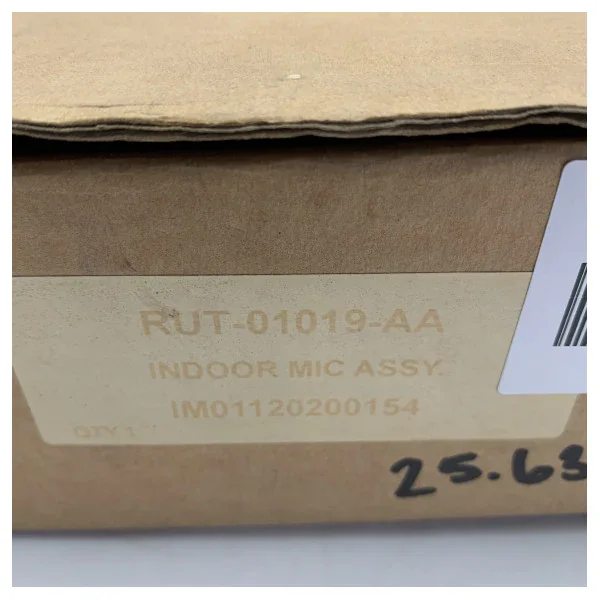 RUT-01019-AA
INDOOR MIC ASSY.
IM01120200154
QTY 1
25.63